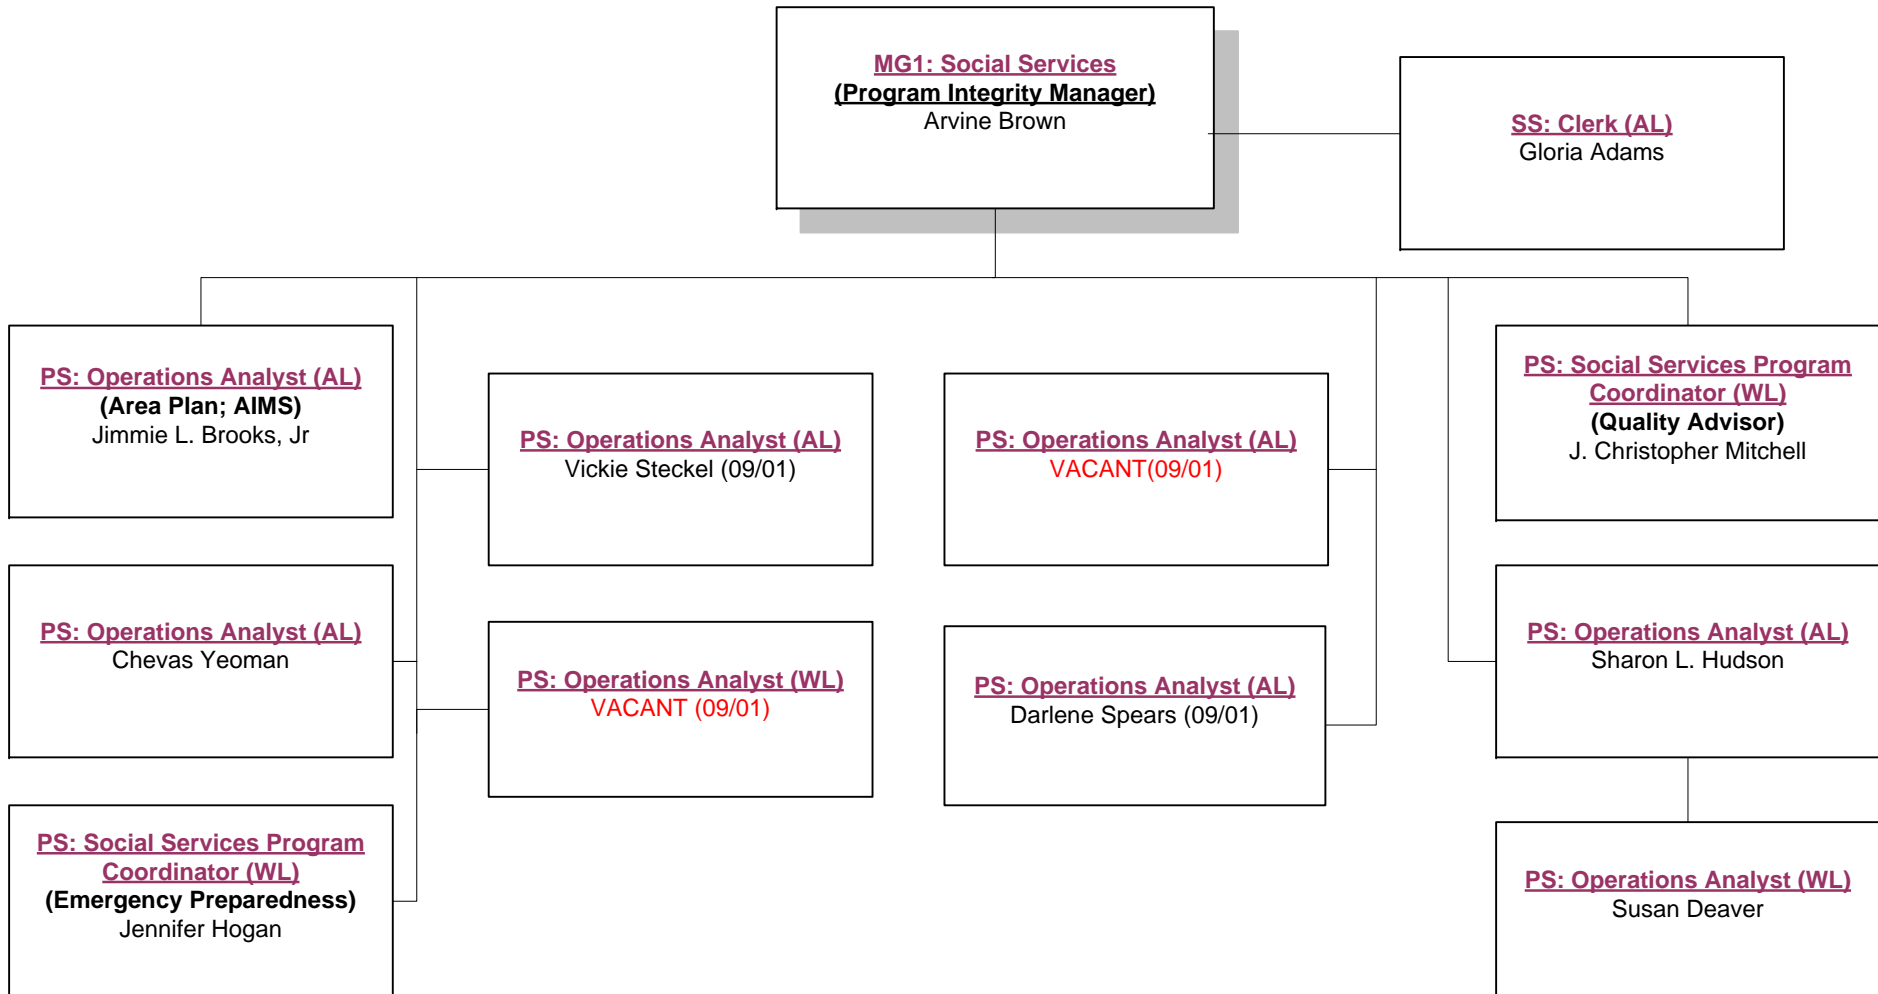 MG1: Social Services
(Program Integrity Manager)
Arvine Brown
SS: Clerk (AL)
Gloria Adams
PS: Operations Analyst (AL)
(Area Plan; AIMS)
Jimmie L. Brooks, Jr
PS: Operations Analyst (AL)
Vickie Steckel (09/01)
PS: Operations Analyst (AL)
VACANT(09/01)
PS: Social Services Program
Coordinator (WL)
(Quality Advisor)
J. Christopher Mitchell
PS: Operations Analyst (AL)
Chevas Yeoman
PS: Operations Analyst (WL)
VACANT (09/01)
PS: Operations Analyst (AL)
Darlene Spears (09/01)
PS: Operations Analyst (AL)
Sharon L. Hudson
PS: Social Services Program
Coordinator (WL)
(Emergency Preparedness)
Jennifer Hogan
PS: Operations Analyst (WL)
Susan Deaver